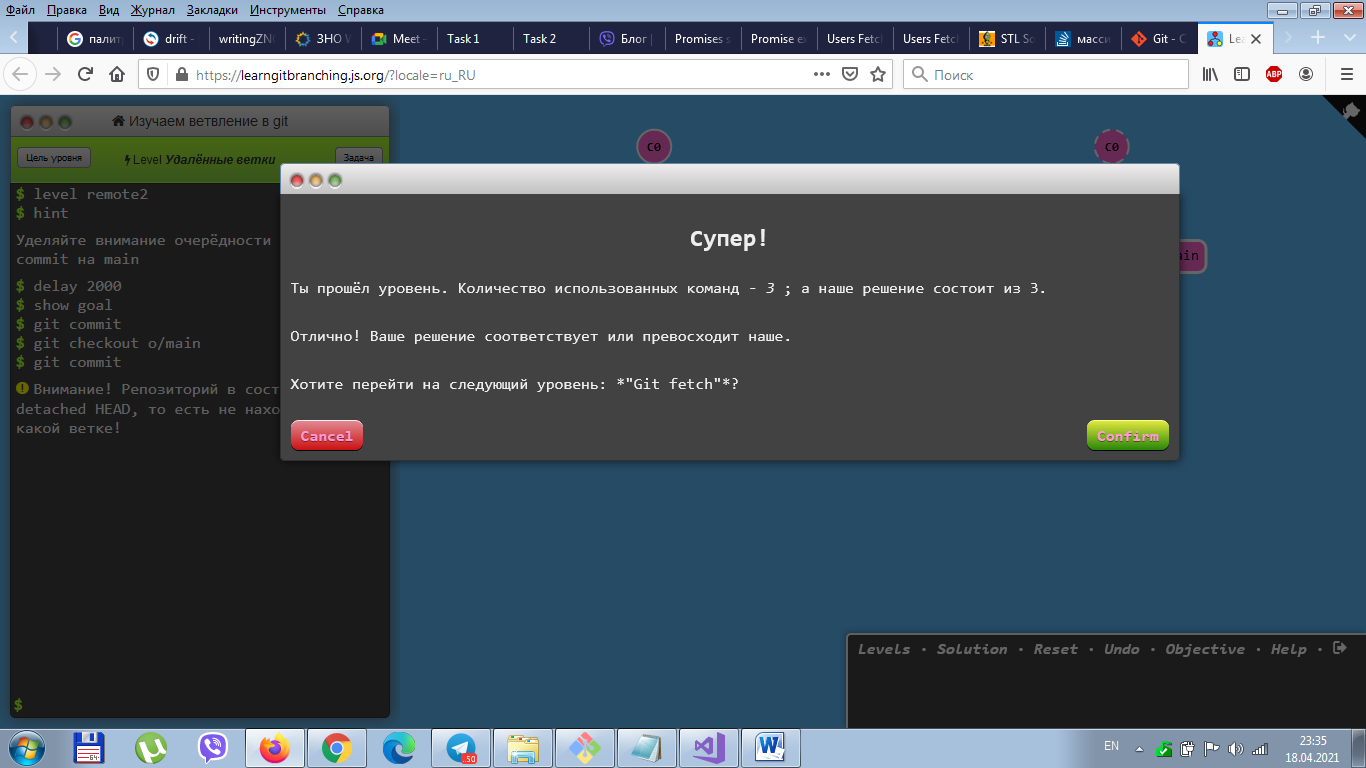 Файл Правка Вид Журнал Закладки Инструменты Справка
палит drift - writingZN ЗНО Meet - Task 1 Task 2 Блог Promises s Promise e Users Fetc Users Fetc STL So масси Git - C Le
https://learngitbranching.js.org/?locale=ru_RU
Поиск
ABP
Изучаем ветвление в git
Цель уровня
Level Удалённые ветки
Задача
C0
C0
$ level remote2
$ hint
Уделяйте внимание очерёдности
commit на main
$ delay 2000
$ show goal
$ git commit
$ git checkout o/main
$ git commit
Внимание! Репозиторий в сост
detached HEAD, то есть не нахо
какой ветке!
$
ain
Супер!
Ты прошёл уровень. Количество использованных команд - 3 ; а наше решение состоит из 3.
Отлично! Ваше решение соответствует или превосходит наше.
Хотите перейти на следующий уровень: *"Git fetch"*?
Cancel
Confirm
Levels · Solution · Reset · Undo · Objective · Help ·
64
.50
W
EN
23:35
18.04.2021